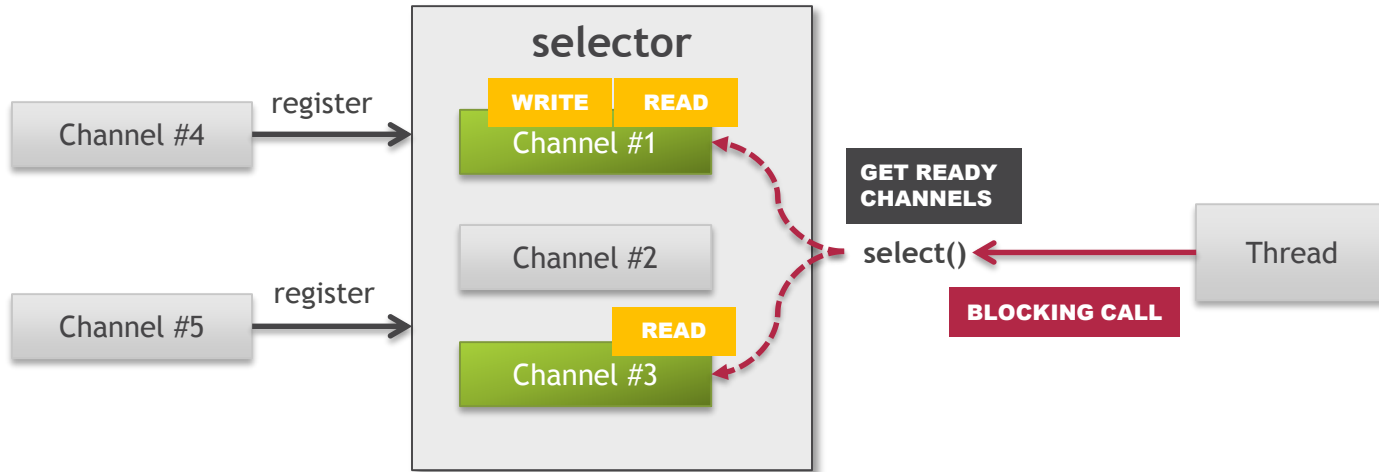 selector
WRITE
READ
Channel #1
Channel #2
READ
Channel #3
Channel #4
register
Channel #5
register
GET READY
CHANNELS
select()
BLOCKING CALL
Thread